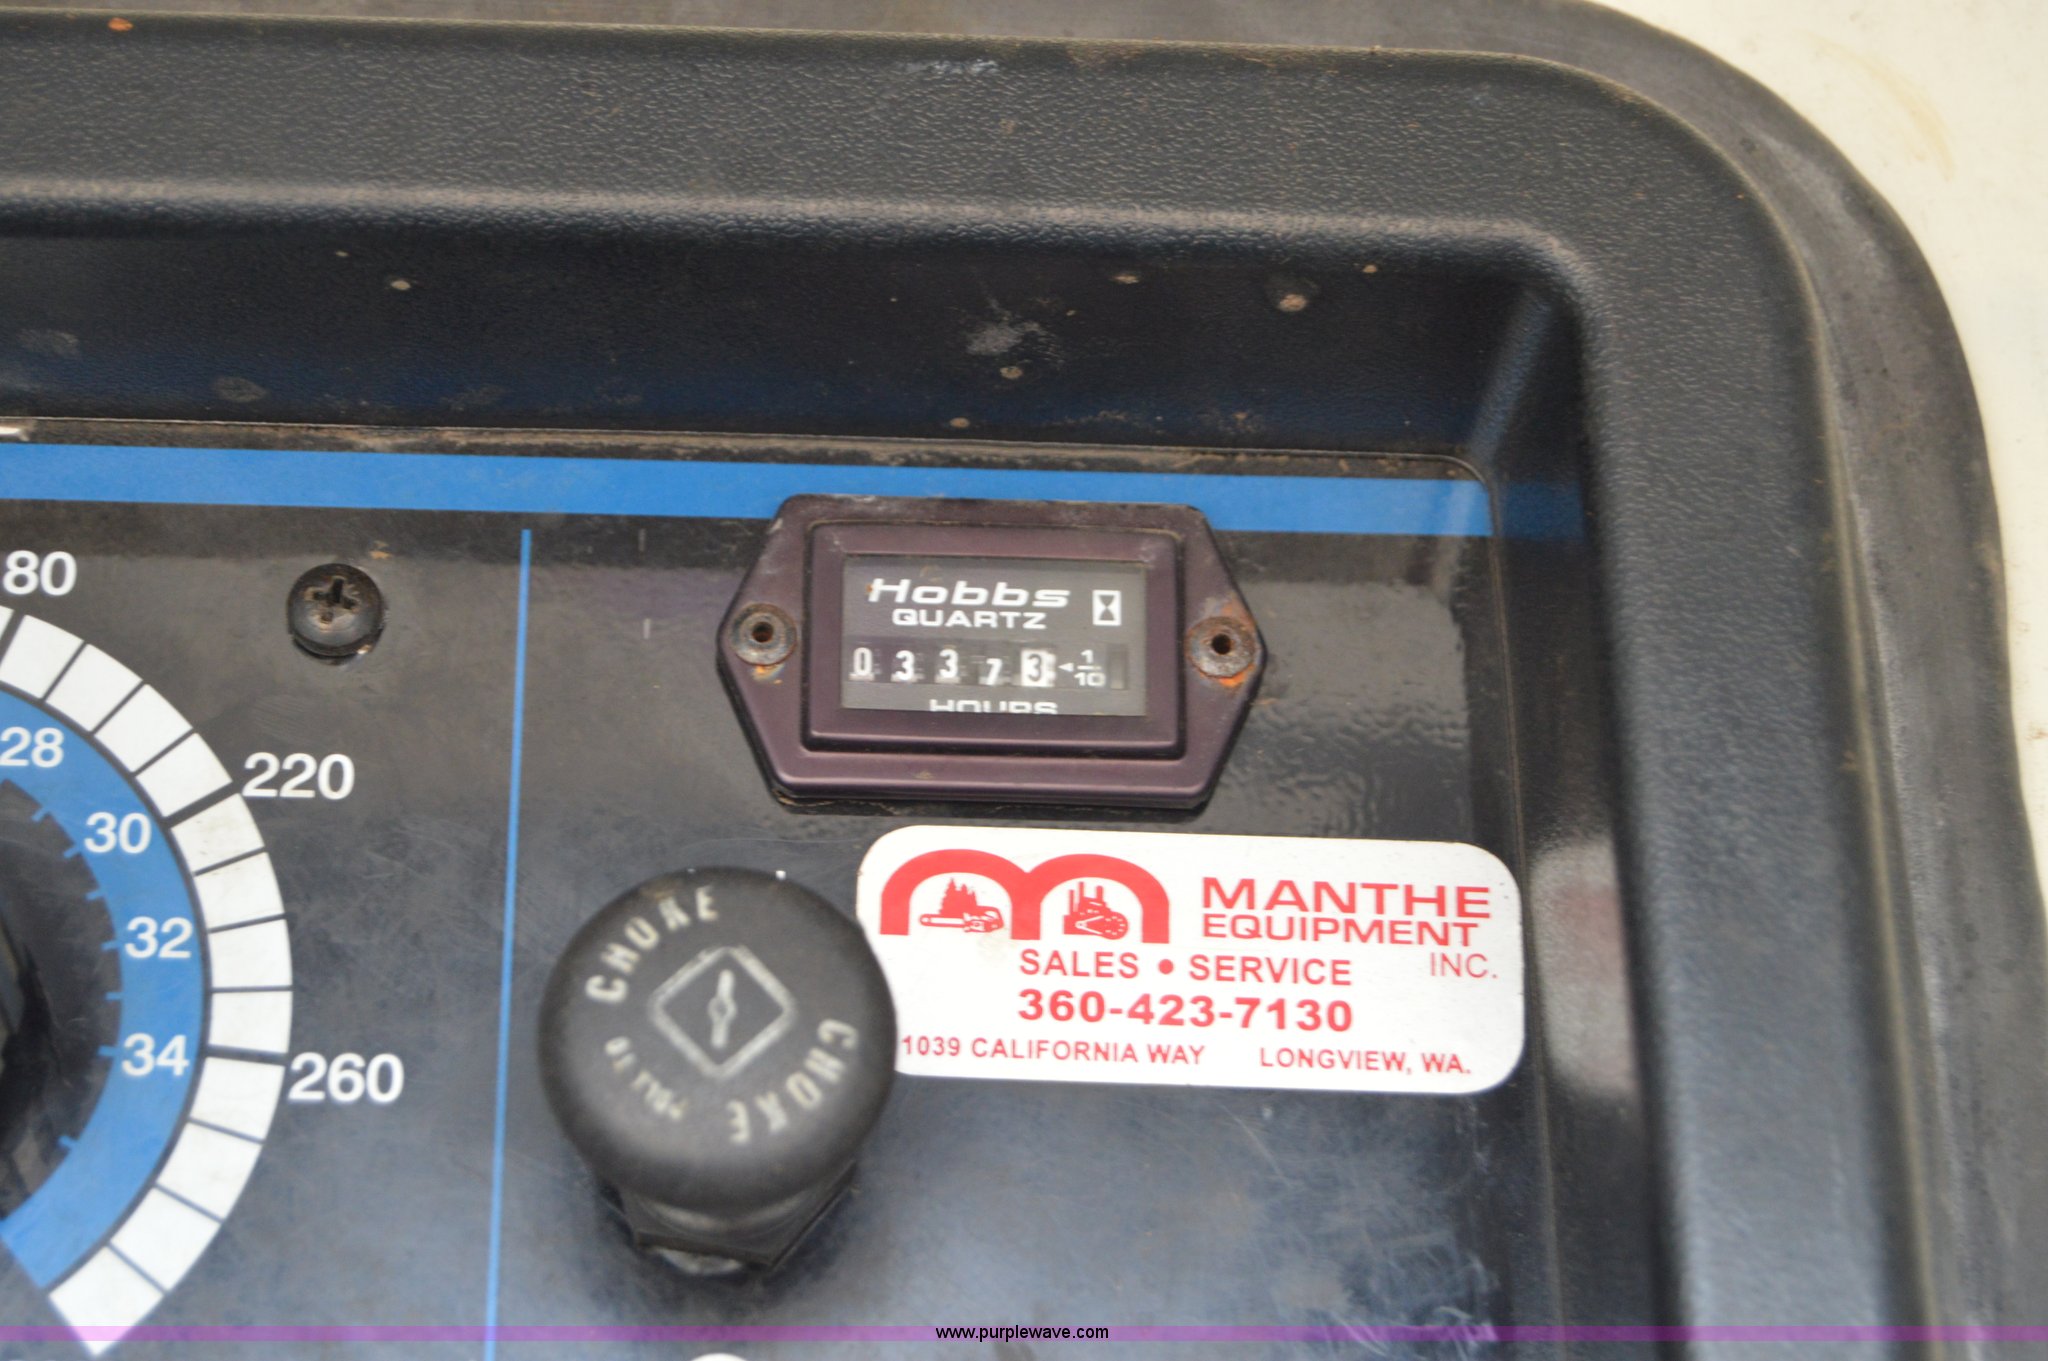 80
28
30
32
34
220
260
Hobbs
QUARTZ
0 3 3 7 3 1/10
HOURS
CHOKE
CHOKE
MANTHE
EQUIPMENT
INC.
SALES • SERVICE
360-423-7130
1039 CALIFORNIA WAY LONGVIEW, WA.
www.purplewave.com